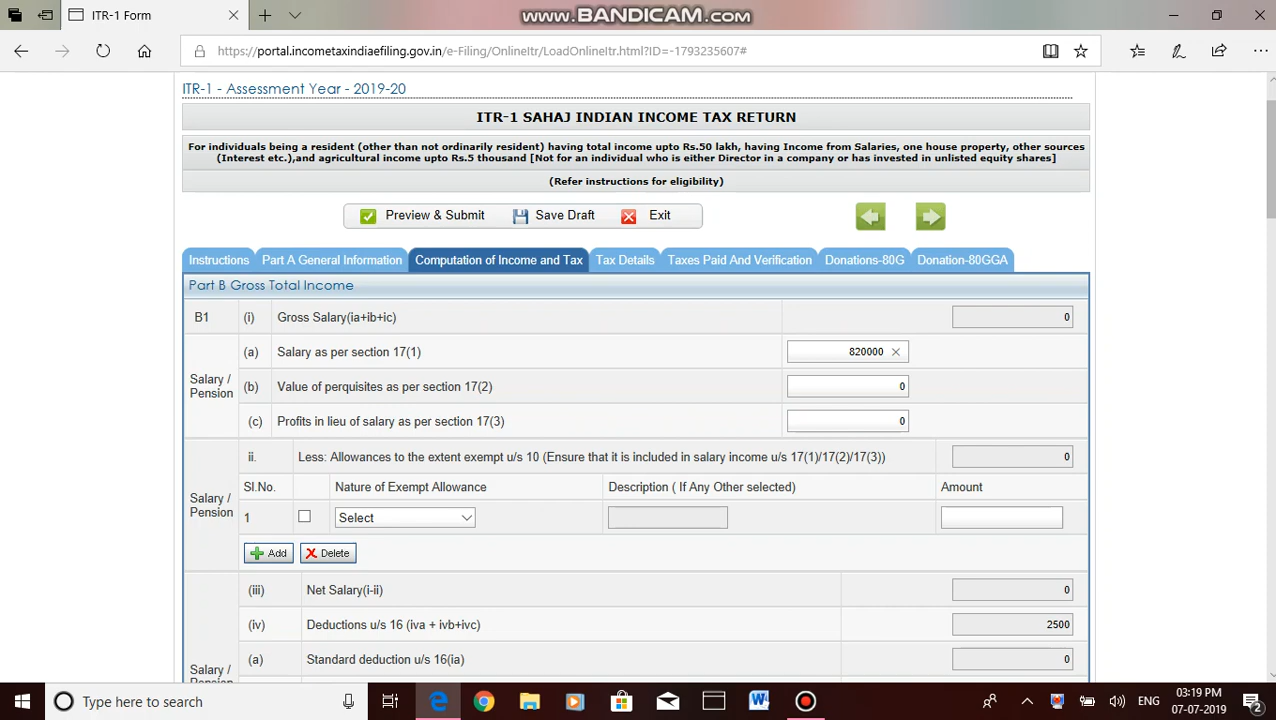 ITR-1 Form
www.BANDICAM.com
https://portal.incometaxindiaefiling.gov.in/e-Filing/OnlineItr/LoadOnlineItr.html?ID=-1793235607#
ITR-1 - Assessment Year - 2019-20
ITR-1 SAHAJ INDIAN INCOME TAX RETURN
For individuals being a resident (other than not ordinarily resident) having total income upto Rs.50 lakh, having Income from Salaries, one house property, other sources
(Interest etc.),and agricultural income upto Rs.5 thousand [Not for an individual who is either Director in a company or has invested in unlisted equity shares]
(Refer instructions for eligibility)
Preview & Submit Save Draft Exit
Instructions Part A General Information Computation of Income and Tax Tax Details Taxes Paid And Verification Donations-80G Donation-80GGA
Part B Gross Total Income
B1 (i) Gross Salary(ia+ib+ic) 0
(a) Salary as per section 17(1) 820000
Salary / Pension
(b) Value of perquisites as per section 17(2) 0
(c) Profits in lieu of salary as per section 17(3) 0
ii. Less: Allowances to the extent exempt u/s 10 (Ensure that it is included in salary income u/s 17(1)/17(2)/17(3)) 0
Salary / Pension
Sl.No. Nature of Exempt Allowance Description ( If Any Other selected) Amount
1 Select
Add Delete
(iii) Net Salary(i-ii) 0
(iv) Deductions u/s 16 (iva + ivb+ivc) 2500
(a) Standard deduction u/s 16(ia) 0
Salary / Pension
Type here to search
ENG
03:19 PM
07-07-2019
2